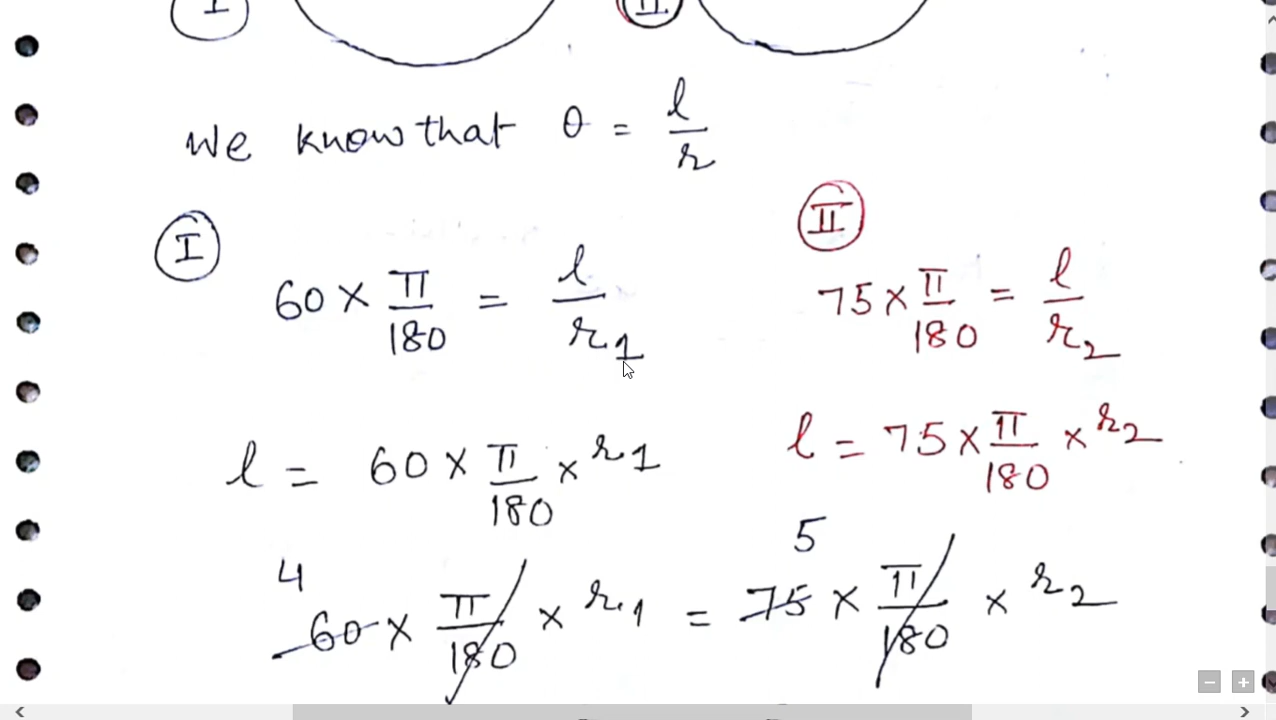 I II
We know that θ = l/r
I II
60 × π/180 = l/r₁ 75 × π/180 = l/r₂
l = 60 × π/180 × r₁ l = 75 × π/180 × r₂
4 5
60 × π/180 × r₁ = 75 × π/180 × r₂